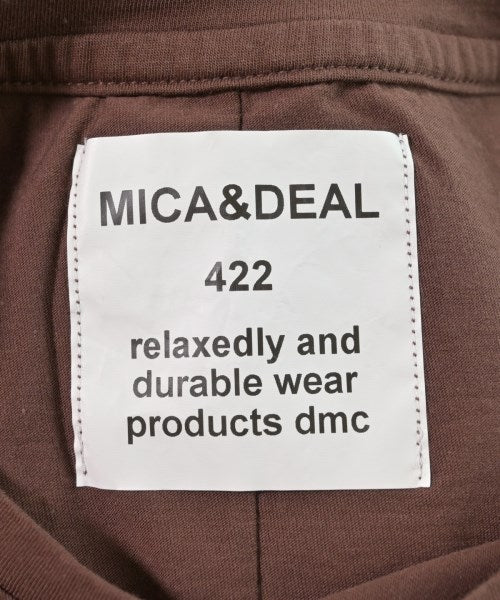 MICA&DEAL
422
relaxedly and
durable wear
products dmc